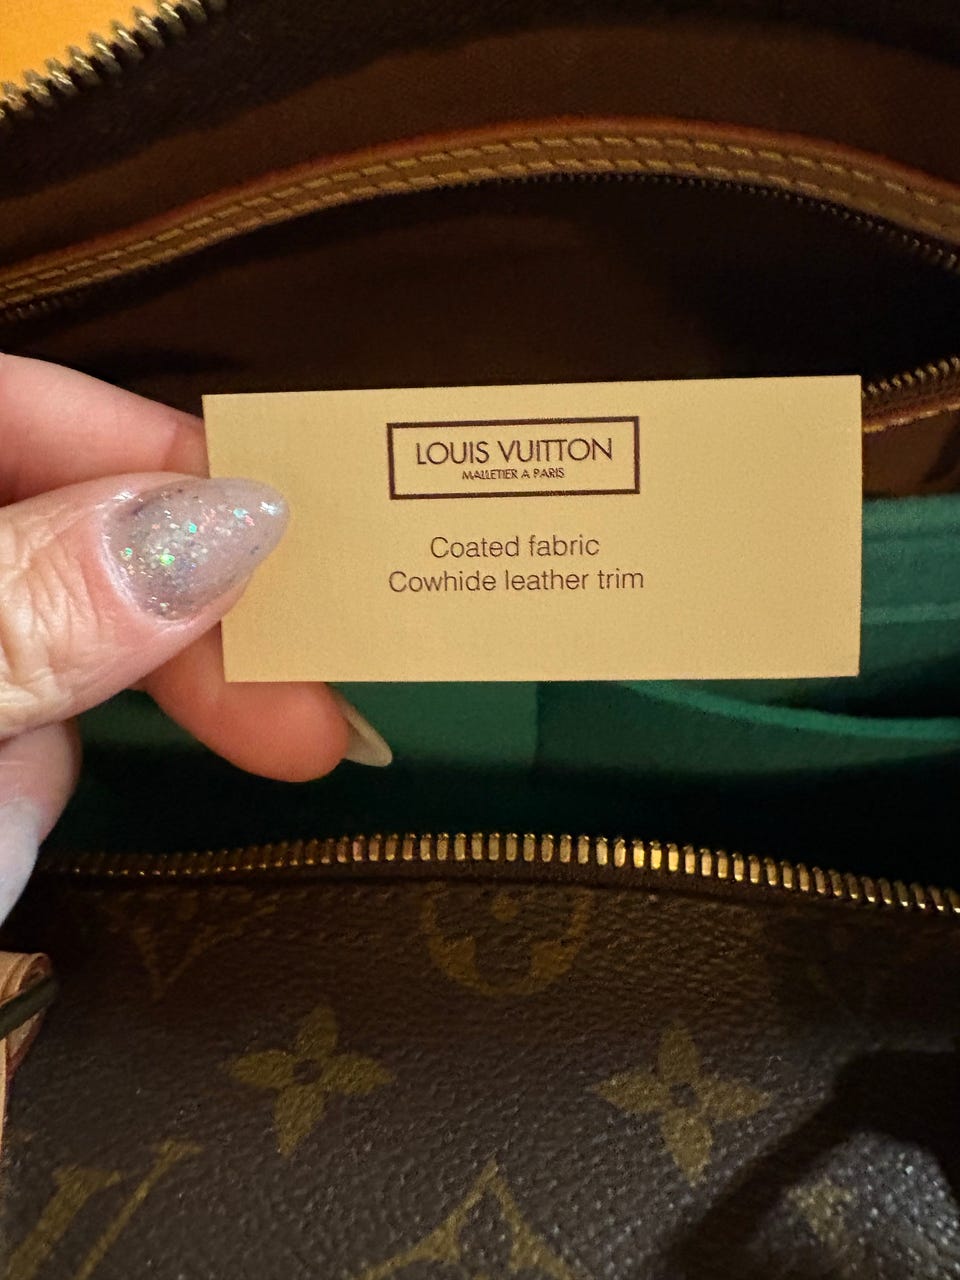 LOUIS VUITTON
MALLETIER A PARIS
Coated fabric
Cowhide leather trim